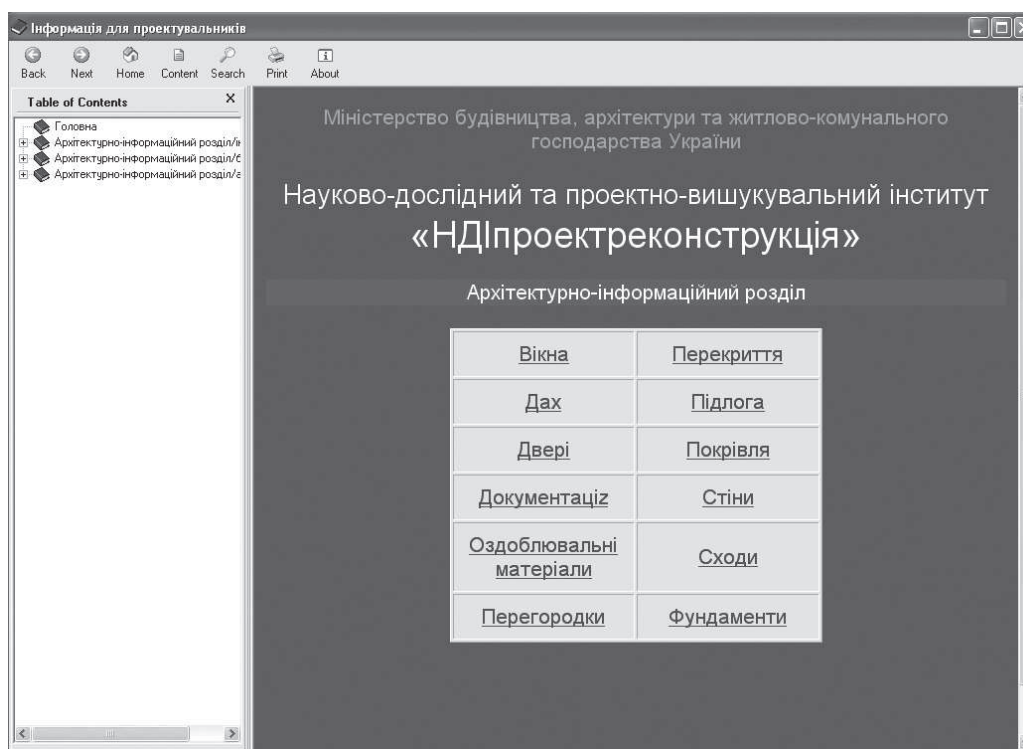 Інформація для проектувальників
Back Next Home Content Search Print About
Table of Contents X
Головна
Архітектурно-інформаційний розділ/
Архітектурно-інформаційний розділ/б
Архітектурно-інформаційний розділ/а
Міністерство будівництва, архітектури та житлово-комунального
господарства України
Науково-дослідний та проектно-вишукувальний інститут
«НДІпроектреконструкція»
Архітектурно-інформаційний розділ
Вікна Перекриття
Дах Підлога
Двері Покрівля
Документаціz Стіни
Оздоблювальні
матеріали Сходи
Перегородки Фундаменти